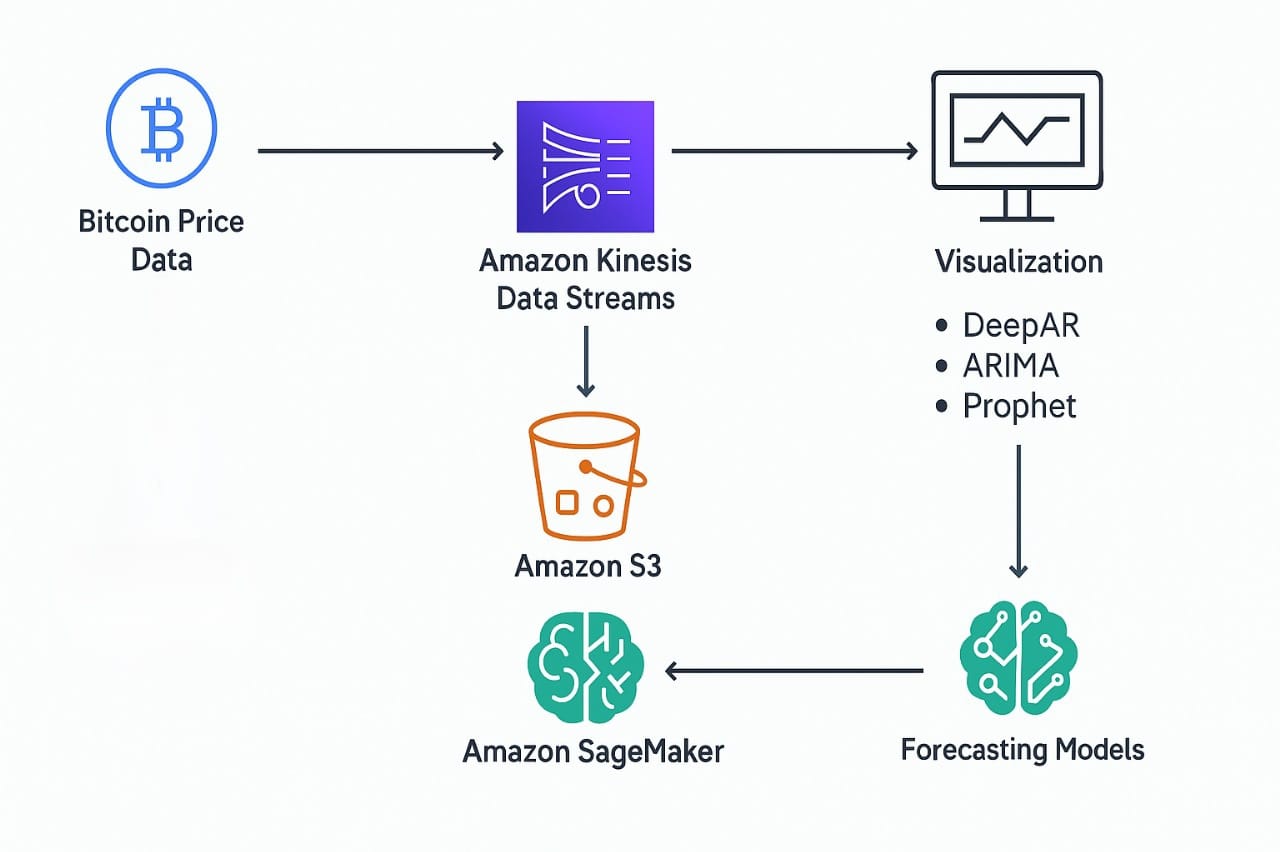 Bitcoin Price
Data
Amazon Kinesis
Data Streams
Visualization
• DeepAR
• ARIMA
• Prophet
Amazon S3
Amazon SageMaker
Forecasting Models